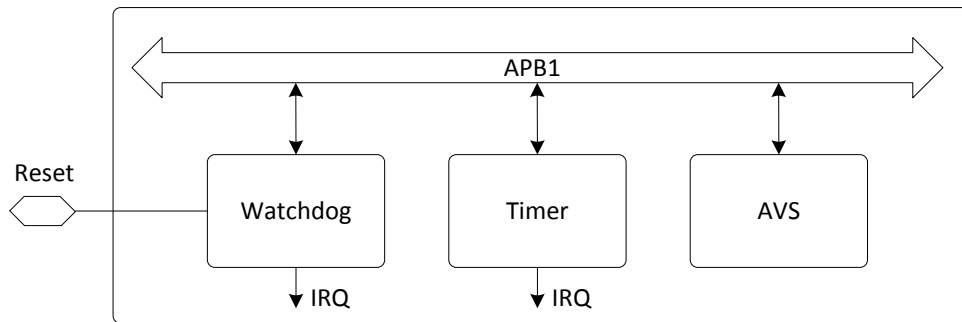 APB1
Reset
Watchdog
Timer
AVS
IRQ
IRQ